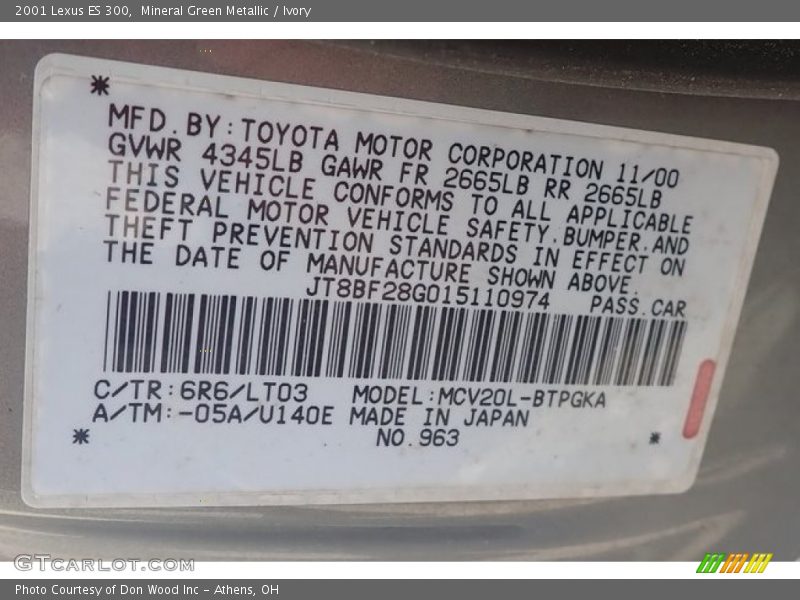 2001 Lexus ES 300, Mineral Green Metallic / Ivory
*
MFD.BY:TOYOTA MOTOR CORPORATION 11/00
GVWR 4345LB GAWR FR 2665LB RR 2665LB
THIS VEHICLE CONFORMS TO ALL APPLICABLE
FEDERAL MOTOR VEHICLE SAFETY,BUMPER,AND
THEFT PREVENTION STANDARDS IN EFFECT ON
THE DATE OF MANUFACTURE SHOWN ABOVE.
JT8BF28G015110974 PASS.CAR
C/TR:6R6/LT03 MODEL:MCV20L-BTPGKA
A/TM:-05A/U140E MADE IN JAPAN
* NO.963 *
GTCARLOT.COM
Photo Courtesy of Don Wood Inc - Athens, OH